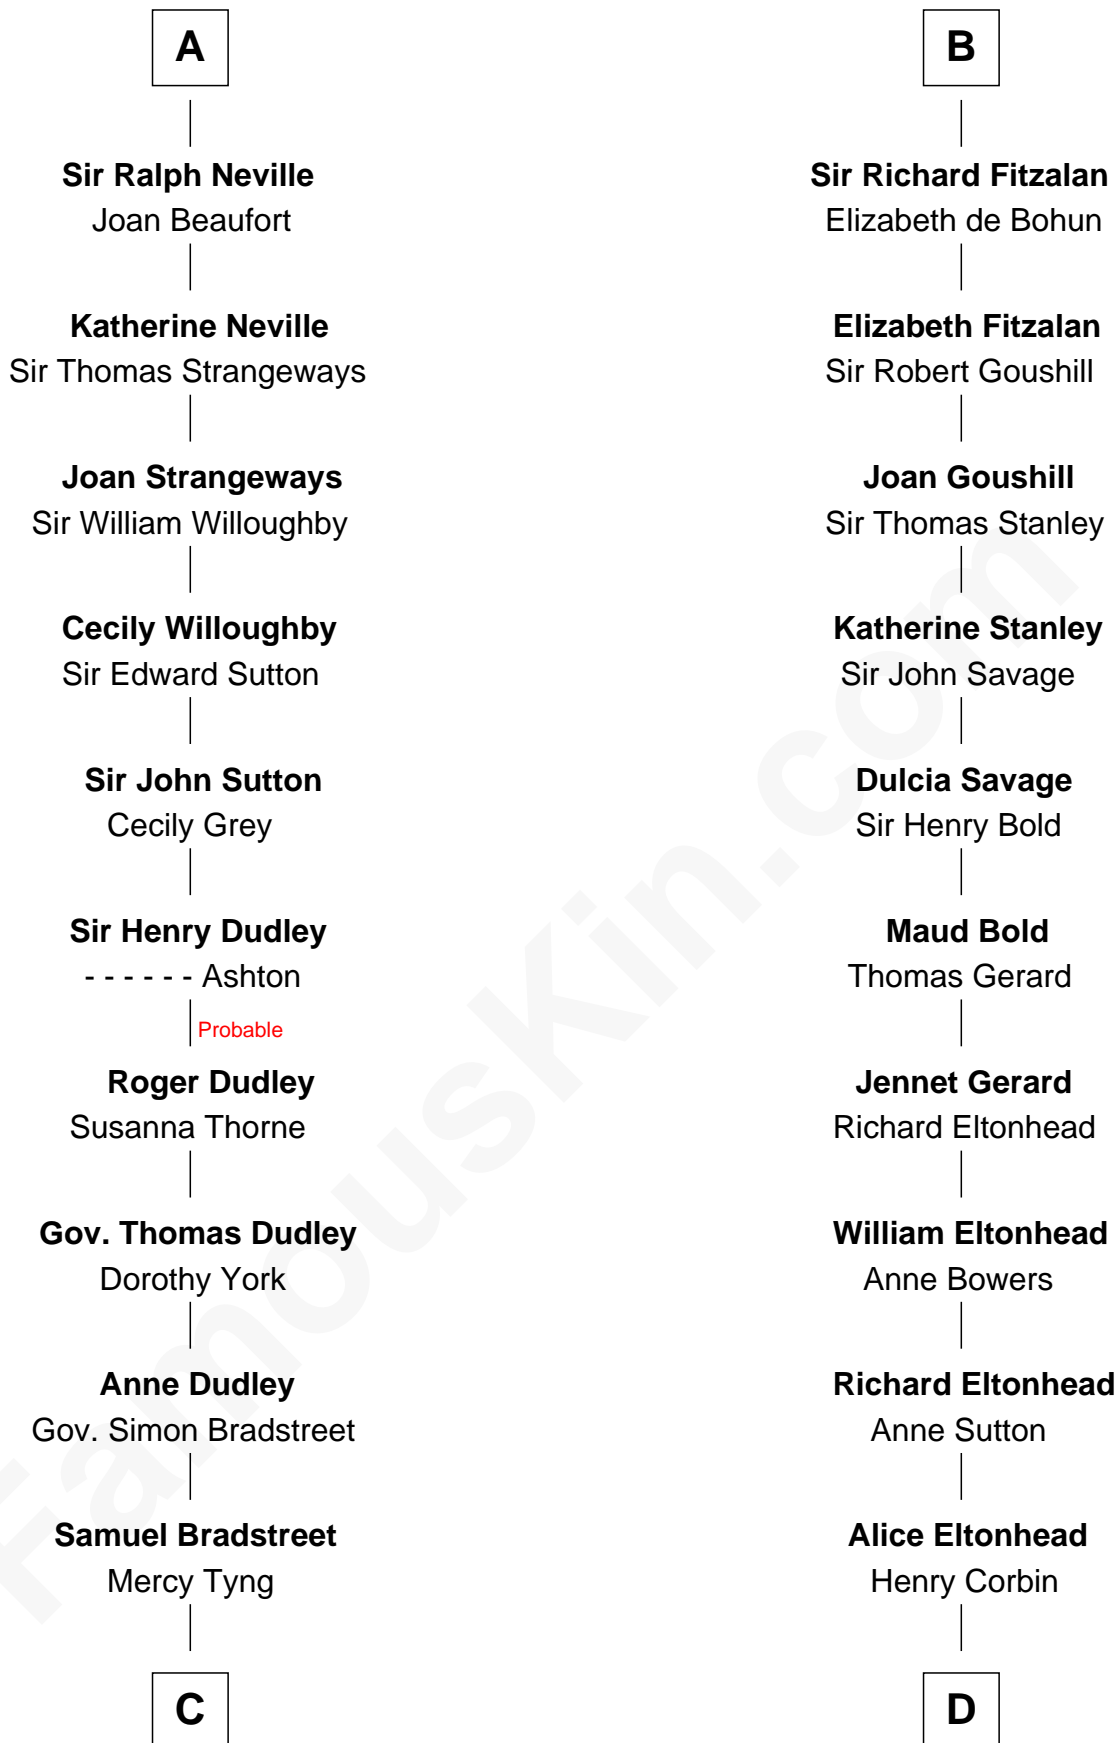 A
Sir Ralph Neville
Joan Beaufort
Katherine Neville
Sir Thomas Strangeways
Joan Strangeways
Sir William Willoughby
Cecily Willoughby
Sir Edward Sutton
Sir John Sutton
Cecily Grey
Sir Henry Dudley
- - - - - - Ashton
Probable
Roger Dudley
Susanna Thorne
Gov. Thomas Dudley
Dorothy York
Anne Dudley
Gov. Simon Bradstreet
Samuel Bradstreet
Mercy Tyng
C
B
Sir Richard Fitzalan
Elizabeth de Bohun
Elizabeth Fitzalan
Sir Robert Goushill
Joan Goushill
Sir Thomas Stanley
Katherine Stanley
Sir John Savage
Dulcia Savage
Sir Henry Bold
Maud Bold
Thomas Gerard
Jennet Gerard
Richard Eltonhead
William Eltonhead
Anne Bowers
Richard Eltonhead
Anne Sutton
Alice Eltonhead
Henry Corbin
D
FamousKin.com